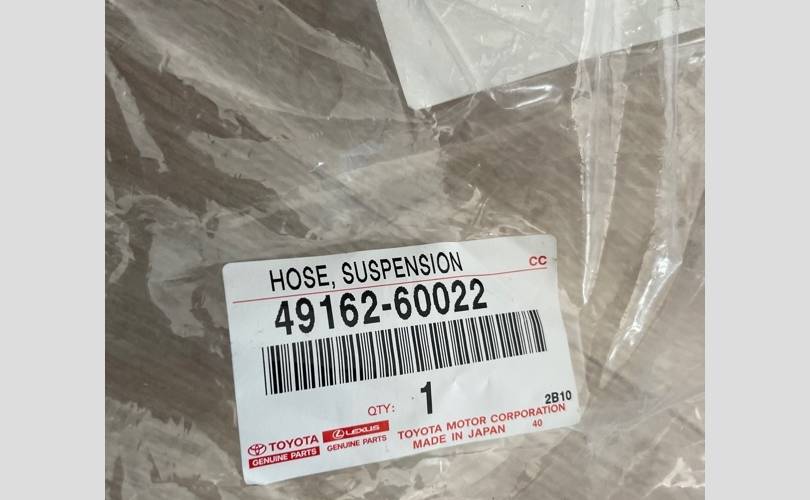 HOSE, SUSPENSION
CC
49162-60022
QTY: 1
2B10
TOYOTA
GENUINE PARTS
LEXUS
GENUINE PARTS
TOYOTA MOTOR CORPORATION
MADE IN JAPAN
40